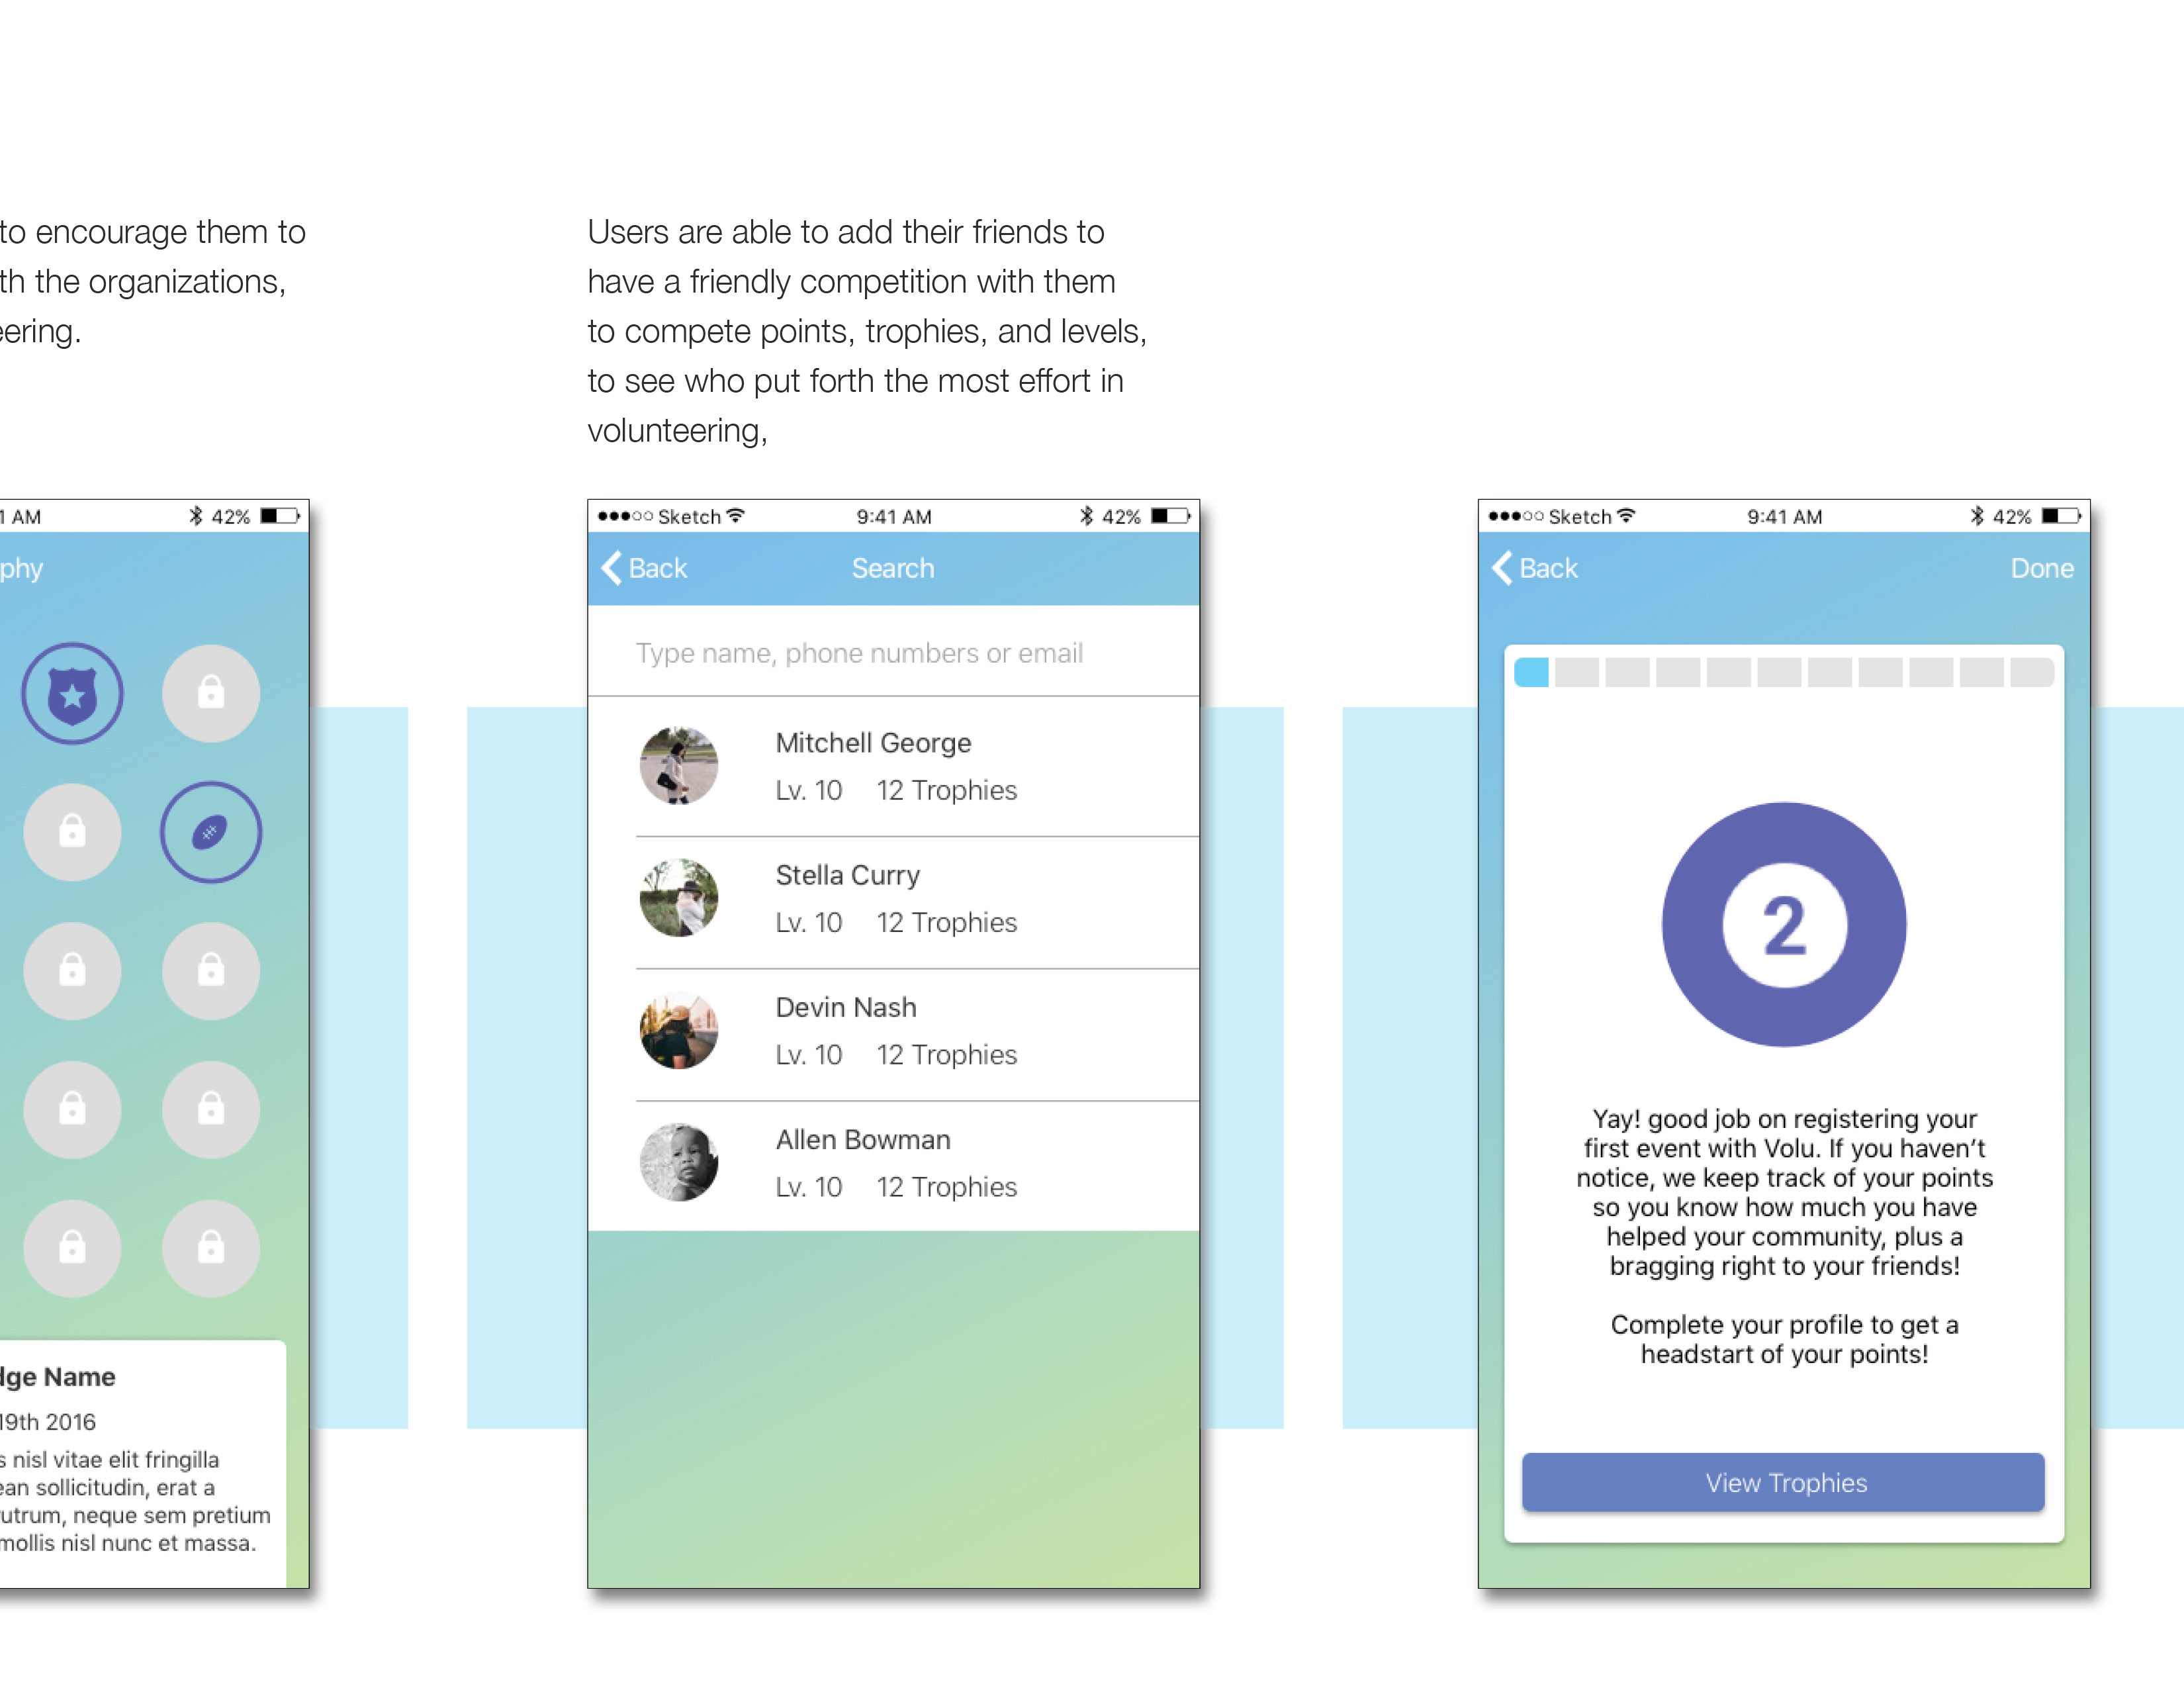 to encourage them to
th the organizations,
eering.
Users are able to add their friends to
have a friendly competition with them
to compete points, trophies, and levels,
to see who put forth the most effort in
volunteering,
1 AM 42%
phy
dge Name
19th 2016
s nisl vitae elit fringilla
ean sollicitudin, erat a
rutrum, neque sem pretium
mollis nisl nunc et massa.
Sketch 9:41 AM 42%
Back Search
Type name, phone numbers or email
Mitchell George
Lv. 10 12 Trophies
Stella Curry
Lv. 10 12 Trophies
Devin Nash
Lv. 10 12 Trophies
Allen Bowman
Lv. 10 12 Trophies
Sketch 9:41 AM 42%
Back Done
2
Yay! good job on registering your
first event with Volu. If you haven’t
notice, we keep track of your points
so you know how much you have
helped your community, plus a
bragging right to your friends!
Complete your profile to get a
headstart of your points!
View Trophies